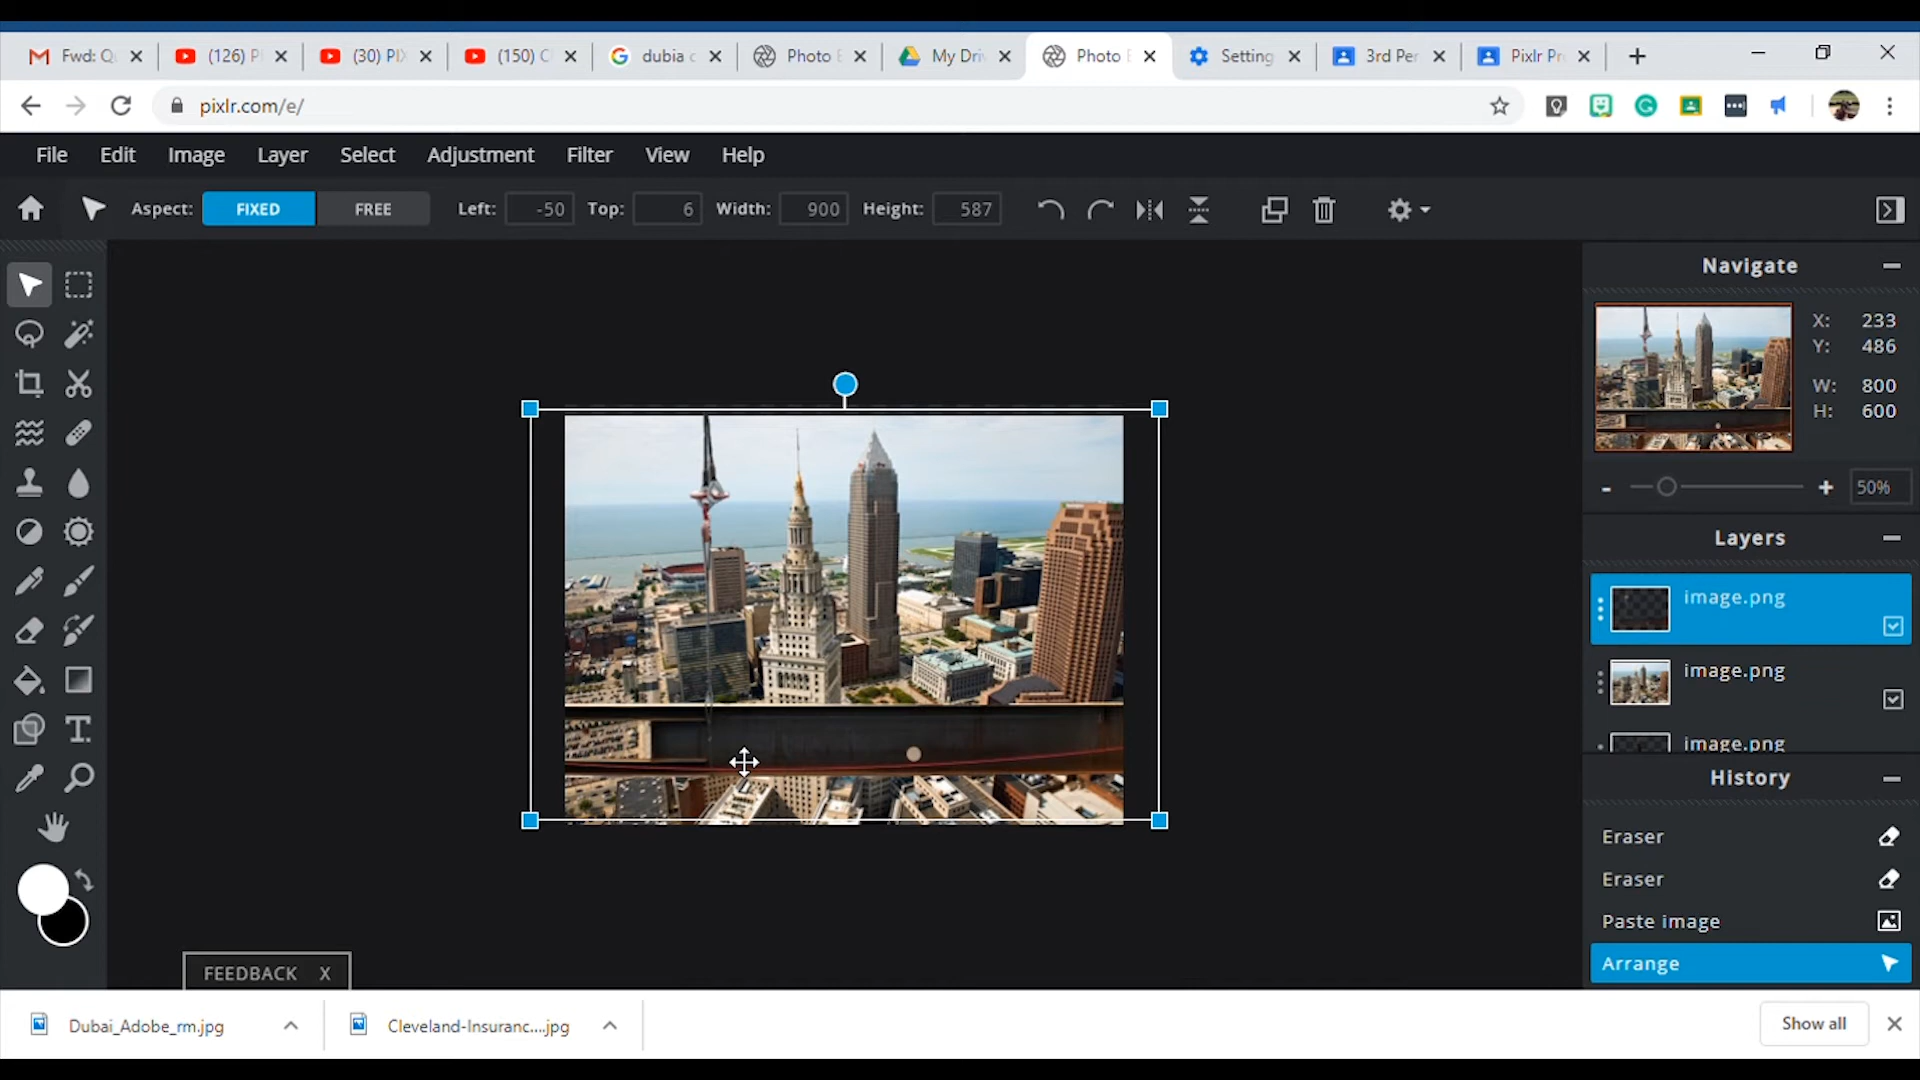 Fwd: Q
(126) P
(30) PIX
(150) C
dubia c
Photo E
My Driv
Photo E
Setting
3rd Per
Pixlr Pr
pixlr.com/e/
File
Edit
Image
Layer
Select
Adjustment
Filter
View
Help
Aspect:
FIXED
FREE
Left:
-50
Top:
6
Width:
900
Height:
587
Navigate
X: 233
Y: 486
W: 800
H: 600
- + 50%
Layers
image.png
image.png
image.png
History
Eraser
Eraser
Paste image
Arrange
FEEDBACK X
Dubai_Adobe_rm.jpg
Cleveland-Insuranc....jpg
Show all